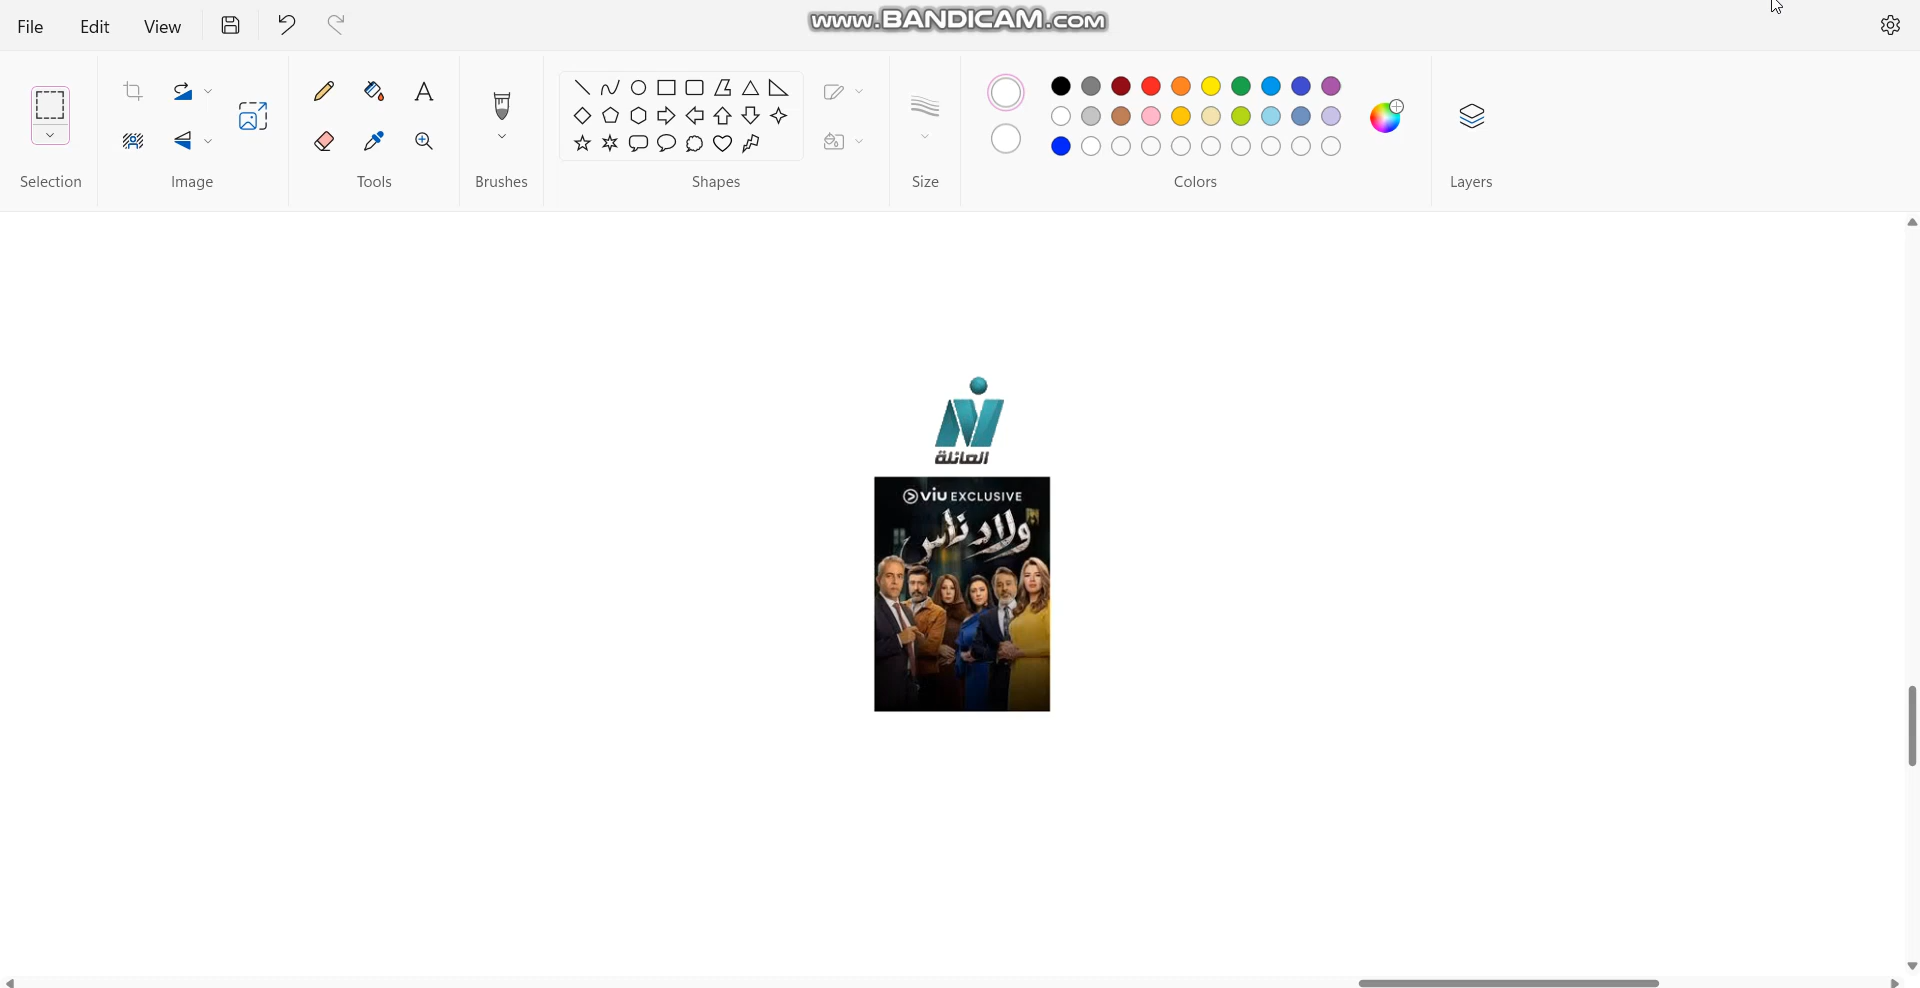 File Edit View
www.BANDICAM.com
Selection Image Tools Brushes Shapes Size Colors Layers
العائلة
viu EXCLUSIVE
ولاد ناس